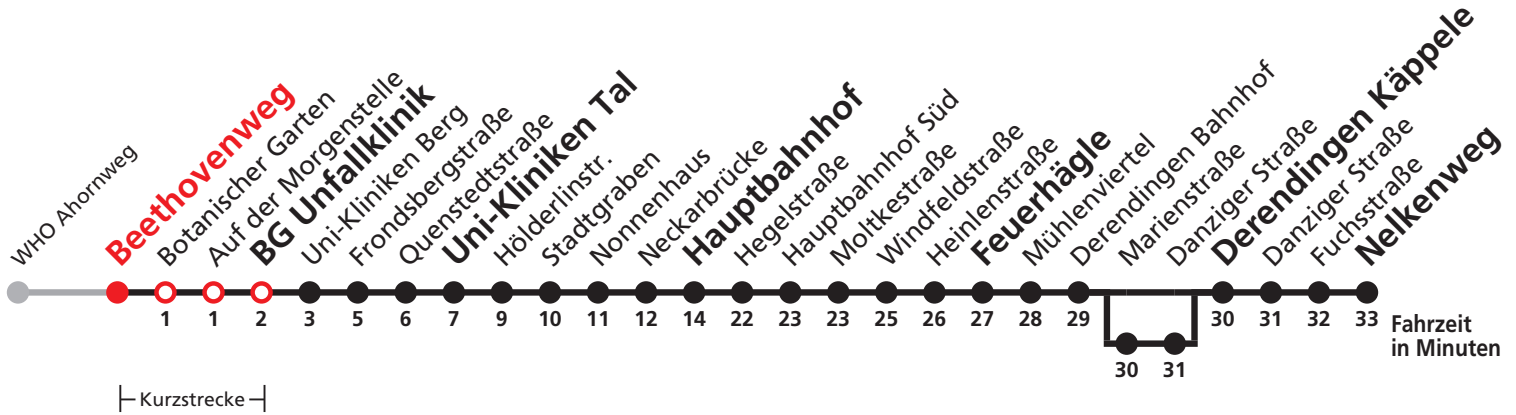 WHO Ahornweg
Beethovenweg
Botanischer Garten
Auf der Morgenstelle
BG Unfallklinik
Uni-Kliniken Berg
Frondsbergstraße
Quenstedtstraße
Uni-Kliniken Tal
Hölderlinstr.
Stadtgraben
Nonnenhaus
Neckarbrücke
Hauptbahnhof
Hegelstraße
Hauptbahnhof Süd
Moltkestraße
Windfeldstraße
Heinlenstraße
Feuerhägle
Mühlenviertel
Derendingen Bahnhof
Marienstraße
Danziger Straße
Derendingen Käppele
Danziger Straße
Fuchsstraße
Nelkenweg
1 1 2 3 5 6 7 9 10 11 12 14 22 23 23 25 26 27 28 29 30 31 32 33
Fahrzeit
in Minuten
30 31
Kurzstrecke